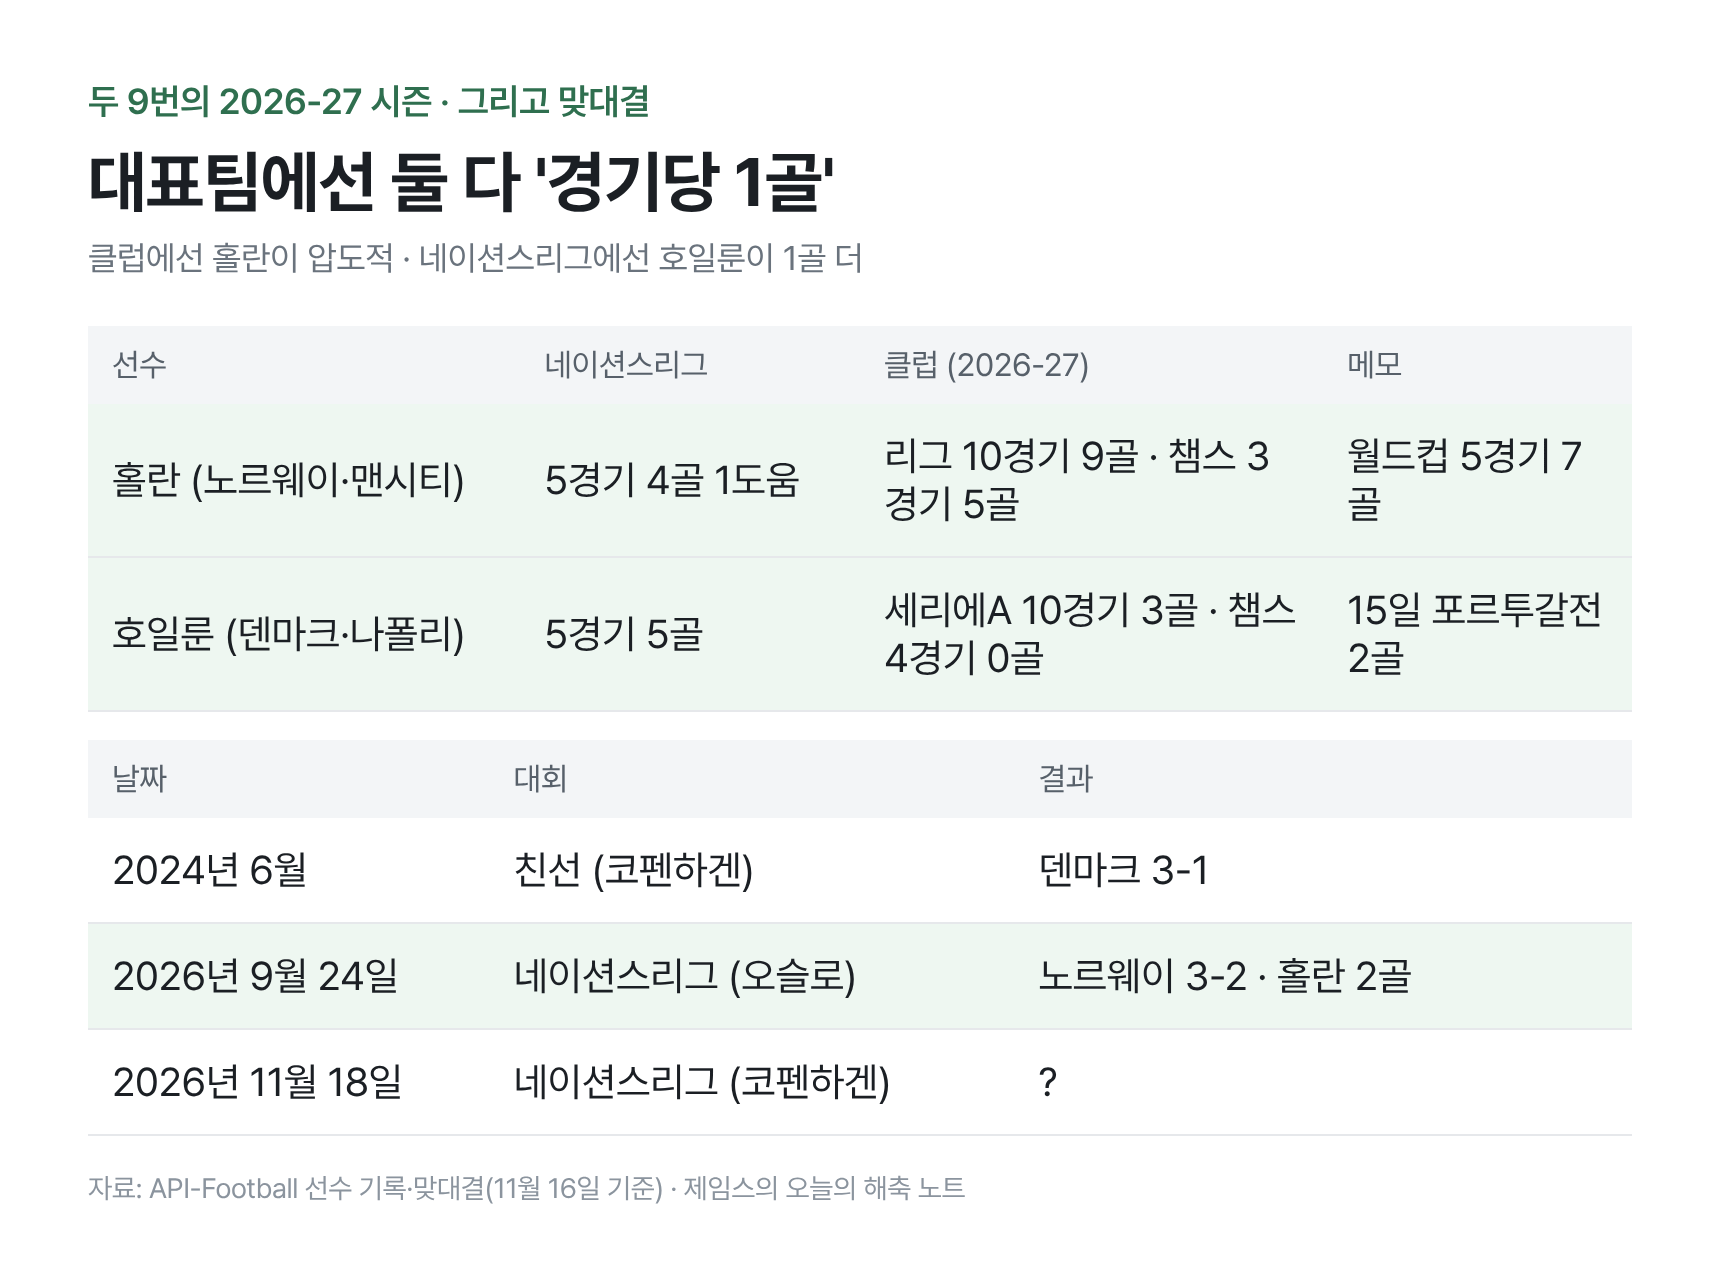 두 9번의 2026-27 시즌 · 그리고 맞대결
대표팀에선 둘 다 '경기당 1골'
클럽에선 홀란이 압도적 · 네이션스리그에선 호일룬이 1골 더
선수 네이션스리그 클럽 (2026-27) 메모
홀란 (노르웨이·맨시티) 5경기 4골 1도움 리그 10경기 9골 · 챔스 3 월드컵 5경기 7
경기 5골 골
호일룬 (덴마크·나폴리) 5경기 5골 세리에A 10경기 3골 · 챔스 15일 포르투갈전
4경기 0골 2골
날짜 대회 결과
2024년 6월 친선 (코펜하겐) 덴마크 3-1
2026년 9월 24일 네이션스리그 (오슬로) 노르웨이 3-2 · 홀란 2골
2026년 11월 18일 네이션스리그 (코펜하겐) ?
자료: API-Football 선수 기록·맞대결(11월 16일 기준) · 제임스의 오늘의 해축 노트